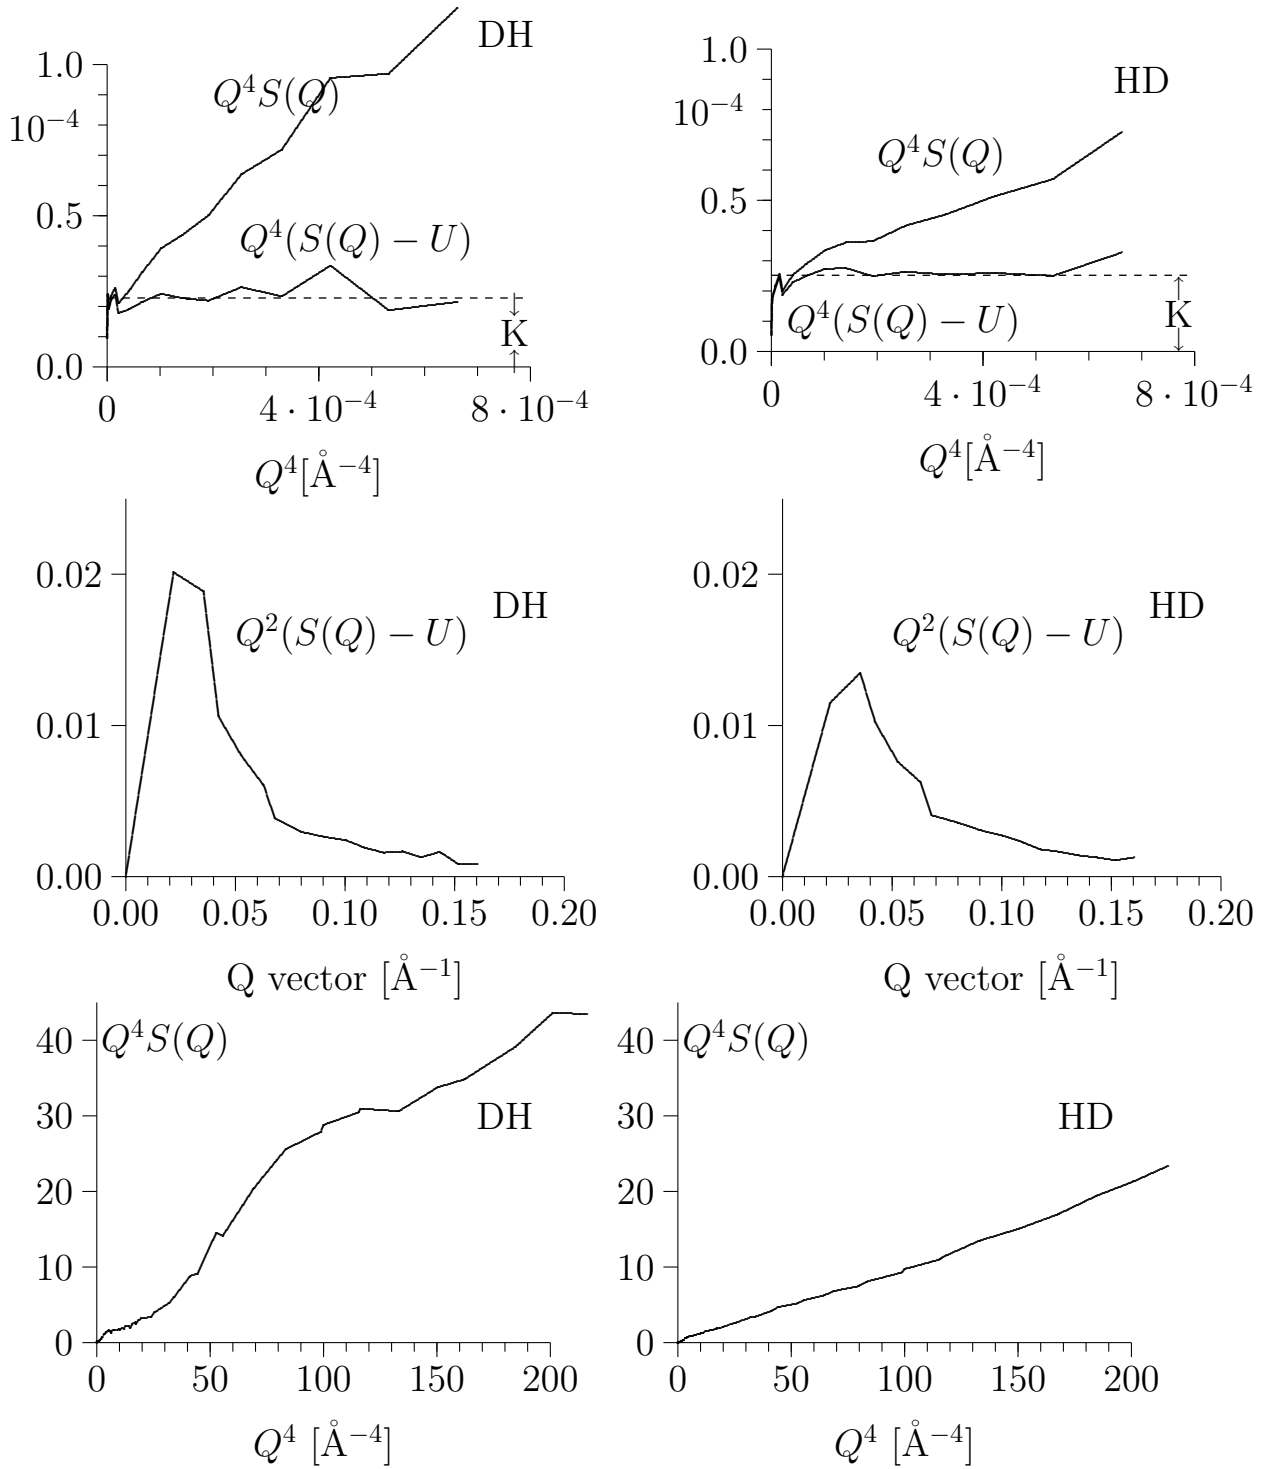 DH
1.0
Q⁴S(Q)
10⁻⁴
0.5
Q⁴(S(Q) − U)
K
0.0
0 4 · 10⁻⁴ 8 · 10⁻⁴
Q⁴[Å⁻⁴]
1.0
HD
10⁻⁴
Q⁴S(Q)
0.5
Q⁴(S(Q) − U)
K
0.0
0 4 · 10⁻⁴ 8 · 10⁻⁴
Q⁴[Å⁻⁴]
0.02
DH
Q²(S(Q) − U)
0.01
0.00
0.00 0.05 0.10 0.15 0.20
Q vector [Å⁻¹]
0.02
HD
Q²(S(Q) − U)
0.01
0.00
0.00 0.05 0.10 0.15 0.20
Q vector [Å⁻¹]
40 Q⁴S(Q)
30
DH
20
10
0
0 50 100 150 200
Q⁴ [Å⁻⁴]
40 Q⁴S(Q)
30
HD
20
10
0
0 50 100 150 200
Q⁴ [Å⁻⁴]